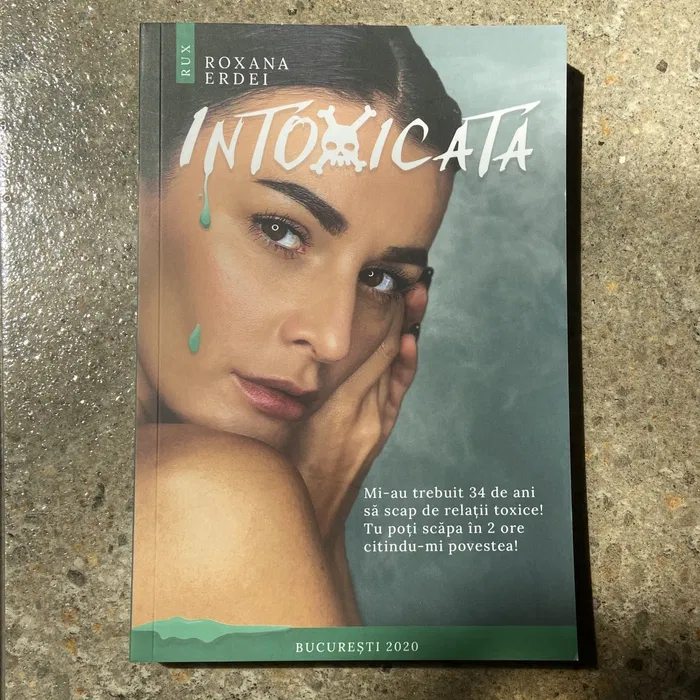 RUX
ROXANA
ERDEI
INTOXICATĂ
Mi-au trebuit 34 de ani
să scap de relații toxice!
Tu poți scăpa în 2 ore
citindu-mi povestea!
BUCUREȘTI 2020